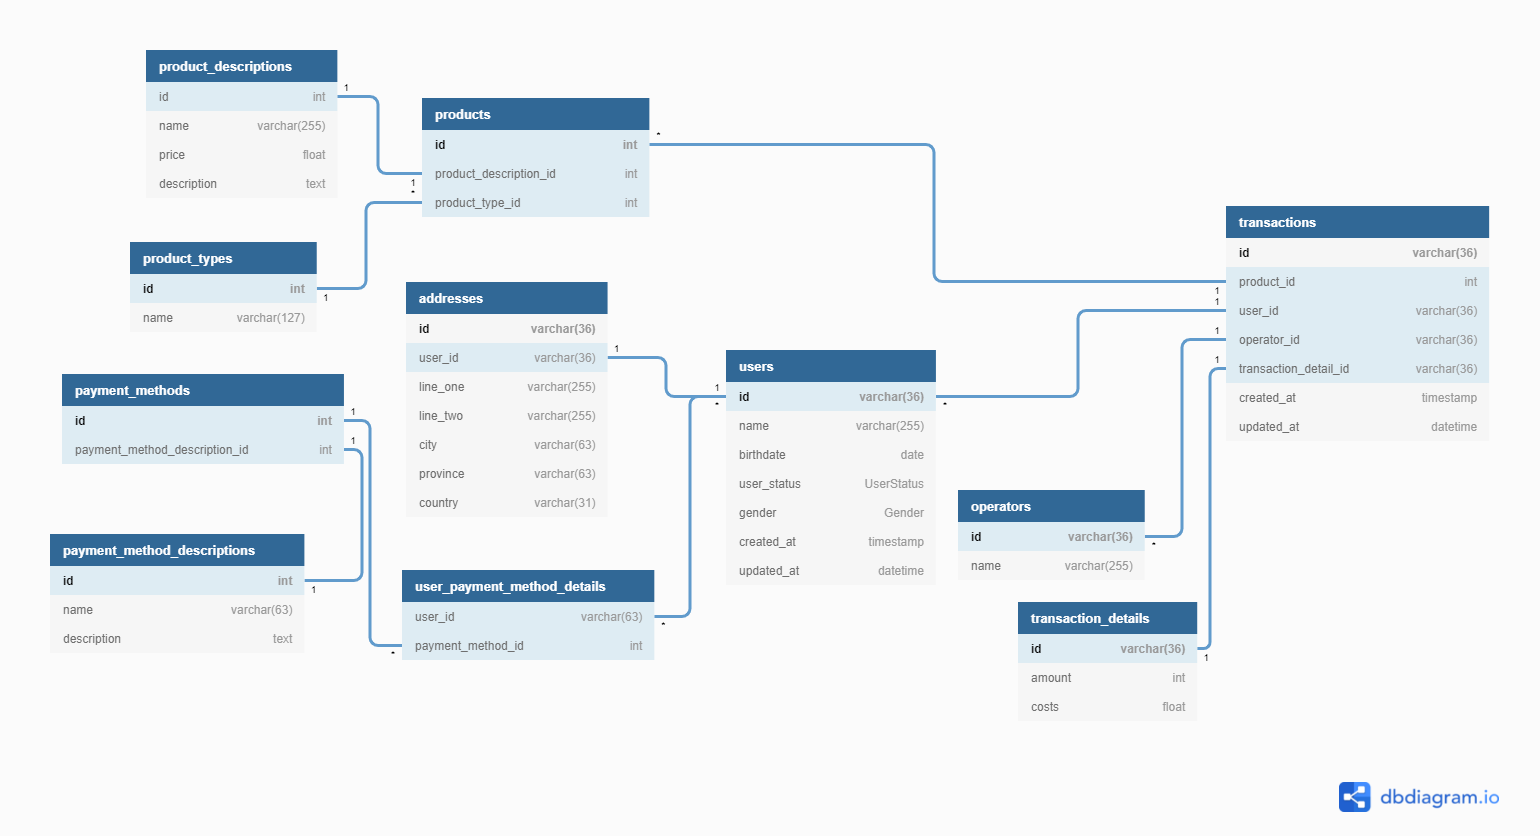 product_descriptions
id int
name varchar(255)
price float
description text
1
products
id int
product_description_id int
product_type_id int
*
1
*
product_types
id int
name varchar(127)
1
transactions
id varchar(36)
product_id int
user_id varchar(36)
operator_id varchar(36)
transaction_detail_id varchar(36)
created_at timestamp
updated_at datetime
1
1
1
1
addresses
id varchar(36)
user_id varchar(36)
line_one varchar(255)
line_two varchar(255)
city varchar(63)
province varchar(63)
country varchar(31)
1
users
id varchar(36)
name varchar(255)
birthdate date
user_status UserStatus
gender Gender
created_at timestamp
updated_at datetime
1
*
*
payment_methods
id int
payment_method_description_id int
1
1
payment_method_descriptions
id int
name varchar(63)
description text
1
user_payment_method_details
user_id varchar(63)
payment_method_id int
*
*
operators
id varchar(36)
name varchar(255)
*
transaction_details
id varchar(36)
amount int
costs float
1
dbdiagram.io